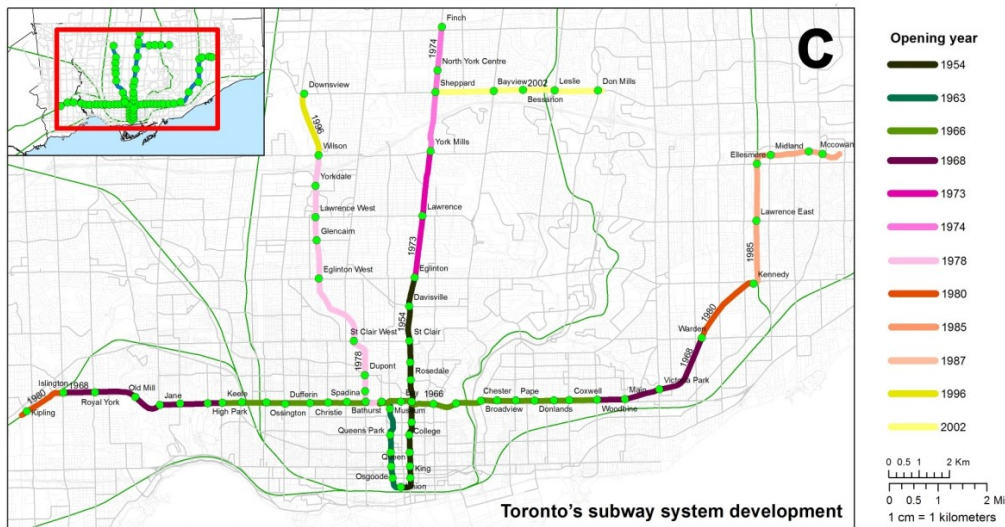 C
Finch
1974
North York Centre
Sheppard
Bayview
2002
Leslie
Don Mills
Bessarion
Downsview
1996
Wilson
York Mills
Yorkdale
Lawrence West
Glencairn
Lawrence
1973
Eglinton West
Eglinton
Davisville
1954
St Clair West
St Clair
1978
Dupont
Rosedale
Ellesmere
Midland
Mccowan
Lawrence East
1985
Kennedy
1980
Warden
1968
Victoria Park
Main
Woodbine
Islington
1968
Old Mill
1980
Kipling
Royal York
Jane
Keele
High Park
Dufferin
Ossington
Christie
Spadina
Bathurst
Bay
1966
Museum
Chester
Broadview
Pape
Donlands
Coxwell
Queens Park
College
Queen
King
Osgoode
Union
Toronto's subway system development
Opening year
1954
1963
1966
1968
1973
1974
1978
1980
1985
1987
1996
2002
0 0.5 1 2 Km
0 0.5 1 2 Mi
1 cm = 1 kilometers